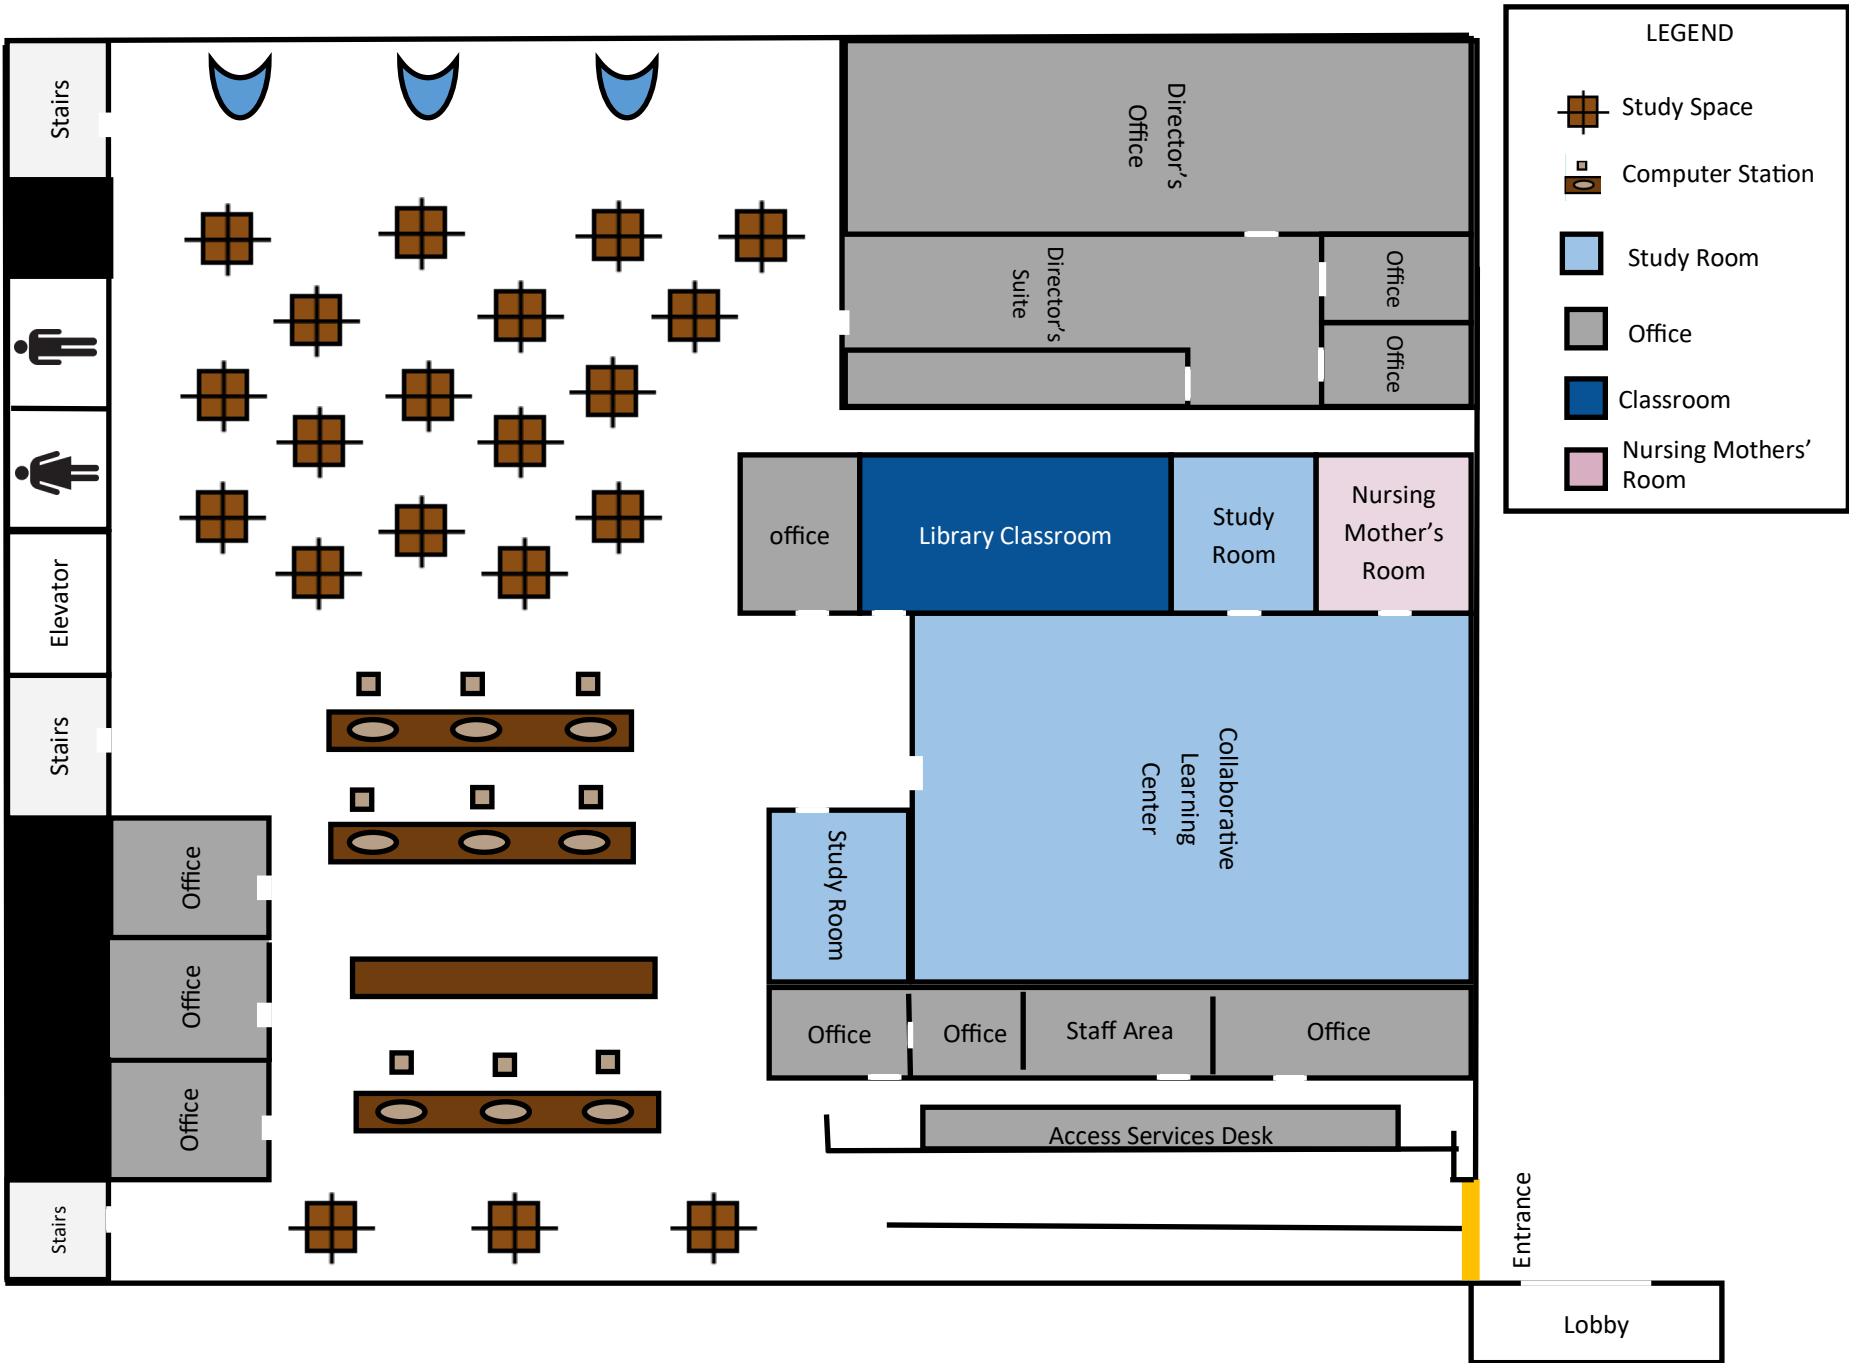 LEGEND
Study Space
Computer Station
Study Room
Office
Classroom
Nursing Mothers’
Room
Stairs
Director’s
Office
Director’s
Suite
Office
Office
office
Library Classroom
Study
Room
Nursing
Mother’s
Room
Elevator
Stairs
Collaborative
Learning
Center
Study Room
Office
Office
Office
Office
Office
Staff Area
Office
Access Services Desk
Stairs
Entrance
Lobby